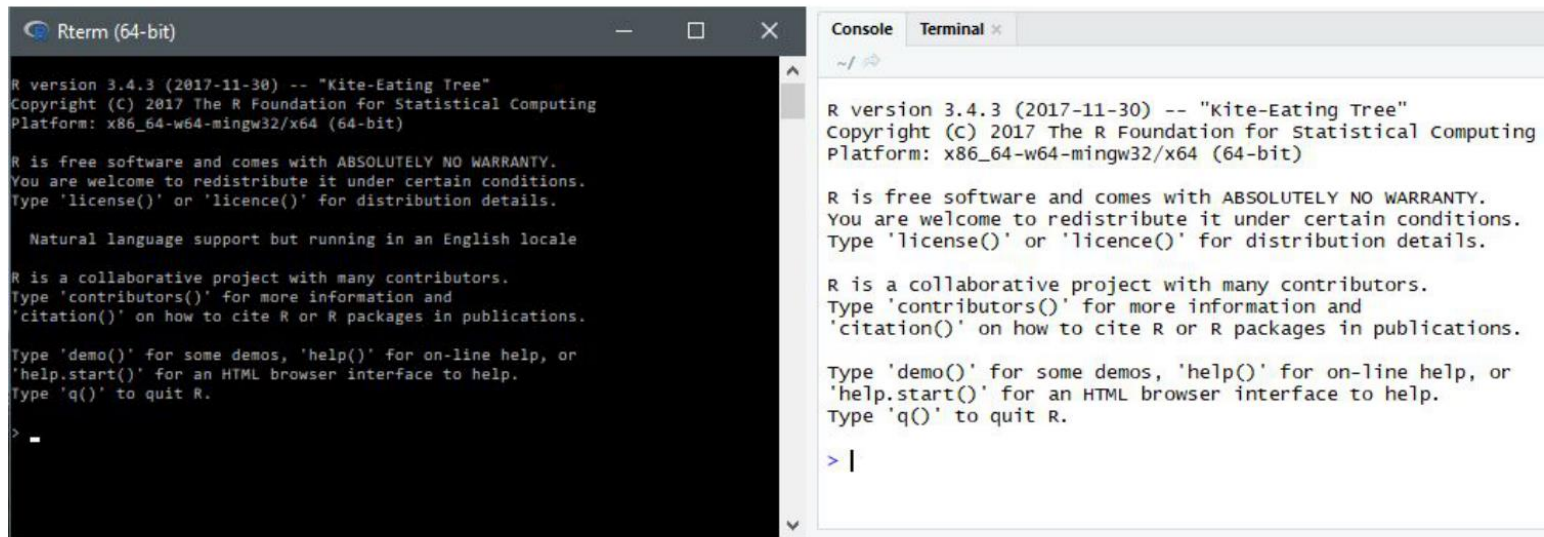 Rterm (64-bit)
R version 3.4.3 (2017-11-30) -- "Kite-Eating Tree"
Copyright (C) 2017 The R Foundation for Statistical Computing
Platform: x86_64-w64-mingw32/x64 (64-bit)
R is free software and comes with ABSOLUTELY NO WARRANTY.
You are welcome to redistribute it under certain conditions.
Type 'license()' or 'licence()' for distribution details.
Natural language support but running in an English locale
R is a collaborative project with many contributors.
Type 'contributors()' for more information and
'citation()' on how to cite R or R packages in publications.
Type 'demo()' for some demos, 'help()' for on-line help, or
'help.start()' for an HTML browser interface to help.
Type 'q()' to quit R.
>
Console Terminal
~/
R version 3.4.3 (2017-11-30) -- "Kite-Eating Tree"
Copyright (C) 2017 The R Foundation for Statistical Computing
Platform: x86_64-w64-mingw32/x64 (64-bit)
R is free software and comes with ABSOLUTELY NO WARRANTY.
You are welcome to redistribute it under certain conditions.
Type 'license()' or 'licence()' for distribution details.
R is a collaborative project with many contributors.
Type 'contributors()' for more information and
'citation()' on how to cite R or R packages in publications.
Type 'demo()' for some demos, 'help()' for on-line help, or
'help.start()' for an HTML browser interface to help.
Type 'q()' to quit R.
>